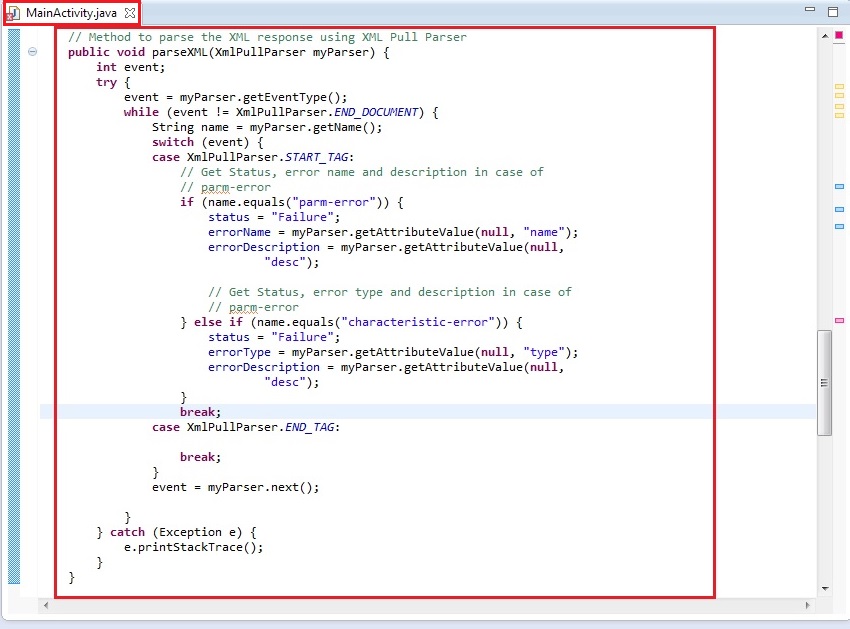 MainActivity.java
// Method to parse the XML response using XML Pull Parser
public void parseXML(XmlPullParser myParser) {
    int event;
    try {
        event = myParser.getEventType();
        while (event != XmlPullParser.END_DOCUMENT) {
            String name = myParser.getName();
            switch (event) {
            case XmlPullParser.START_TAG:
                // Get Status, error name and description in case of
                // parm-error
                if (name.equals("parm-error")) {
                    status = "Failure";
                    errorName = myParser.getAttributeValue(null, "name");
                    errorDescription = myParser.getAttributeValue(null,
                            "desc");
                    // Get Status, error type and description in case of
                    // parm-error
                } else if (name.equals("characteristic-error")) {
                    status = "Failure";
                    errorType = myParser.getAttributeValue(null, "type");
                    errorDescription = myParser.getAttributeValue(null,
                            "desc");
                }
                break;
            case XmlPullParser.END_TAG:
                break;
            }
            event = myParser.next();
        }
    } catch (Exception e) {
        e.printStackTrace();
    }
}